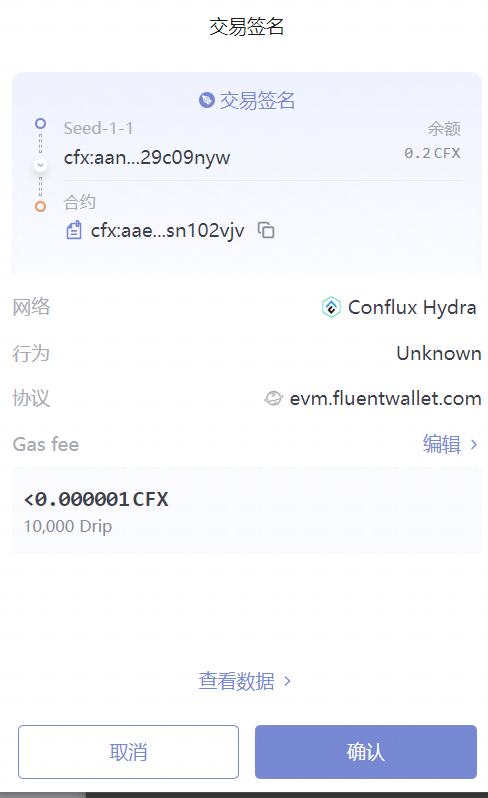 交易签名
交易签名
Seed-1-1
余额
cfx:aan...29c09nyw
0.2 CFX
合约
cfx:aae...sn102vjv
网络
Conflux Hydra
行为
Unknown
协议
evm.fluentwallet.com
Gas fee
编辑
<0.000001 CFX
10,000 Drip
查看数据
取消
确认